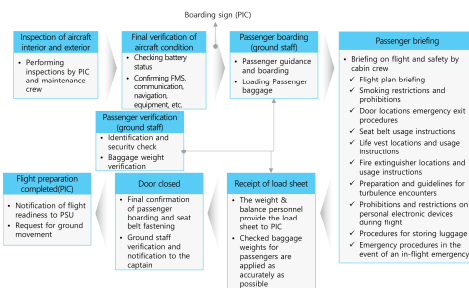 Boarding sign (PIC)
Inspection of aircraft
interior and exterior
• Performing
inspections by PIC
and maintenance
crew
Final verification of
aircraft condition
• Checking battery
status
• Confirming FMS.
communication,
navigation,
equipment, etc.
Passenger boarding
(ground staff)
• Passenger guidance
and boarding
• Loading Passenger
baggage
Passenger briefing
• Briefing on flight and safety by
cabin crew
✓ Flight plan briefing
✓ Smoking restrictions and
prohibitions
✓ Door locations emergency exit
procedures
✓ Seat belt usage instructions
✓ Life vest locations and usage
instructions
✓ Fire extinguisher locations and
usage instructions
✓ Preparation and guidelines for
turbulence encounters
✓ Prohibitions and restrictions on
personal electronic devices
during flight
✓ Procedures for storing luggage
✓ Emergency procedures in the
event of an in-flight emergency
Passenger verification
(ground staff)
• Identification and
security check
• Baggage weight
verification
Flight preparation
completed(PIC)
• Notification of flight
readiness to PSU
• Request for ground
movement
Door closed
• Final confirmation
of passenger
boarding and seat
belt fastening
• Ground staff
verification and
notification to the
captain
Receipt of load sheet
• The weight &
balance personnel
provide the load
sheet to PIC
• Checked baggage
weights for
passengers are
applied as
accurately as
possible